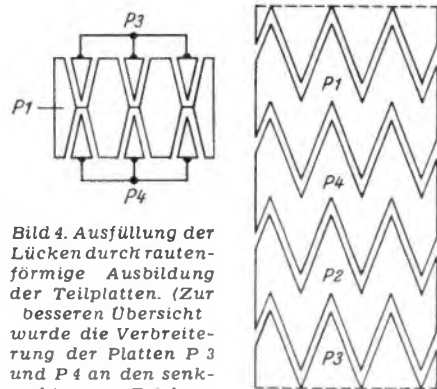 P3
P1
P4
Bild 4. Ausfüllung der
Lücken durch rauten-
förmige Ausbildung
der Teilplatten. (Zur
besseren Übersicht
wurde die Verbreite-
rung der Platten P 3
und P 4 an den senk-
P1
P4
P2
P3